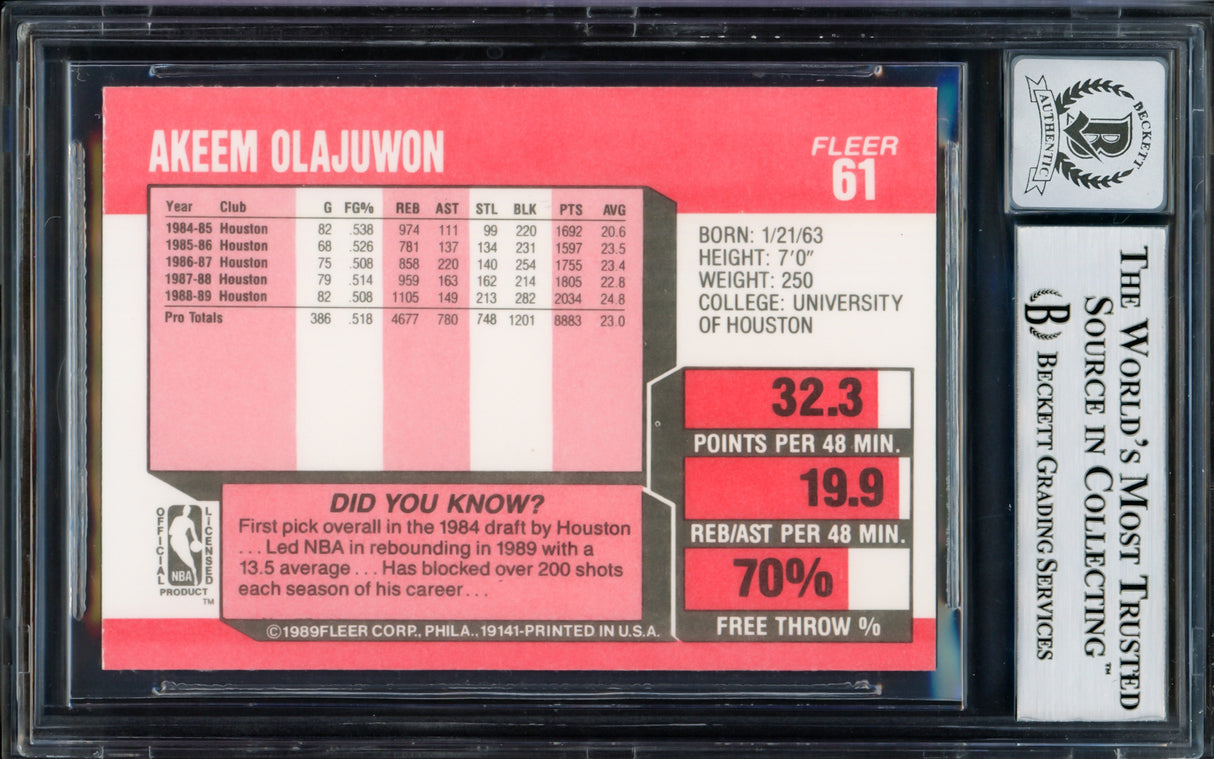 AKEEM OLAJUWON
FLEER
61
Year Club G FG% REB AST STL BLK PTS AVG
1984-85 Houston 82 .538 974 111 99 220 1692 20.6
1985-86 Houston 68 .526 781 137 134 231 1597 23.5
1986-87 Houston 75 .508 858 220 140 254 1755 23.4
1987-88 Houston 79 .514 959 163 162 214 1805 22.8
1988-89 Houston 82 .508 1105 149 213 282 2034 24.8
Pro Totals 386 .518 4677 780 748 1201 8883 23.0
BORN: 1/21/63
HEIGHT: 7'0"
WEIGHT: 250
COLLEGE: UNIVERSITY
OF HOUSTON
32.3
POINTS PER 48 MIN.
19.9
REB/AST PER 48 MIN.
70%
FREE THROW %
DID YOU KNOW?
First pick overall in the 1984 draft by Houston
... Led NBA in rebounding in 1989 with a
13.5 average ... Has blocked over 200 shots
each season of his career...
OFFICIAL
LICENSED
NBA
PRODUCT
TM
©1989 FLEER CORP., PHILA., 19141-PRINTED IN U.S.A.
BECKETT
B
AUTHENTIC
THE WORLD'S MOST TRUSTED
SOURCE IN COLLECTING™
B BECKETT GRADING SERVICES